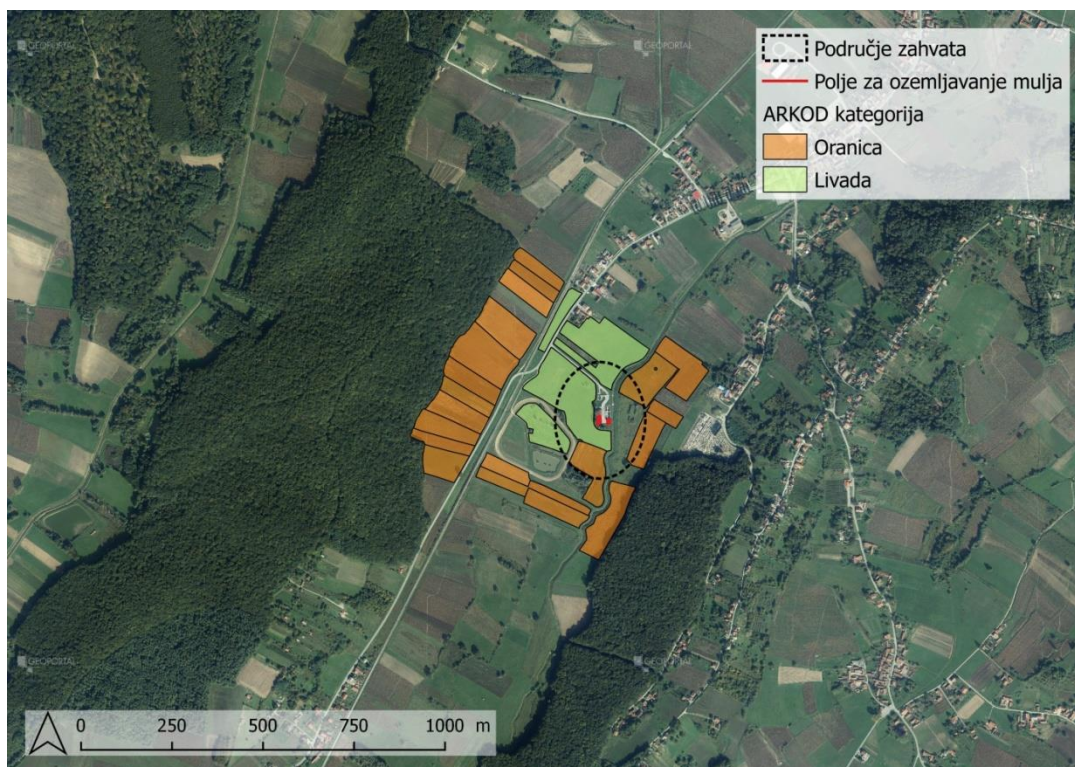 GEOPORTAL
GEOPORTAL
Područje zahvata
Polje za ozemljavanje mulja
ARKOD kategorija
Oranica
Livada
GEOPORTAL
GEOPORTAL
0 250 500 750 1000 m